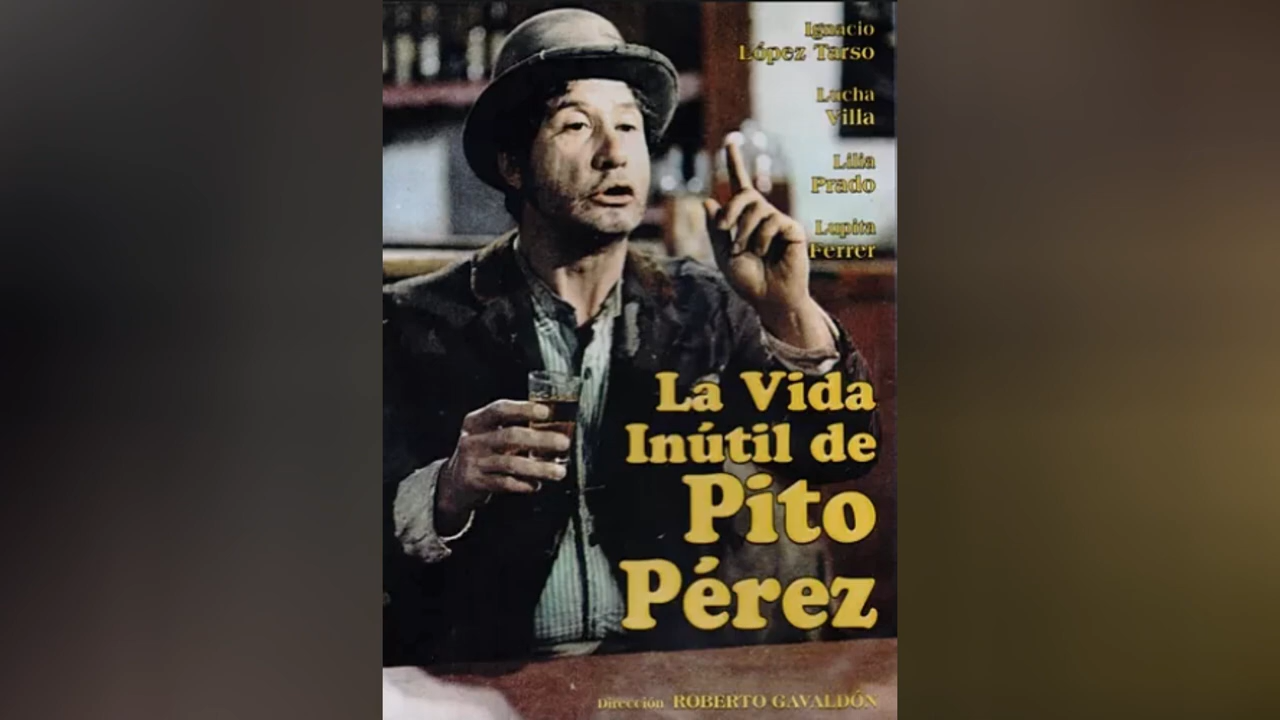 Ignacio
López Tarso
Lucha
Villa
Lilia
Prado
Lupita
Ferrer
La Vida
Inútil de
Pito
Pérez
Dirección ROBERTO GAVALDÓN